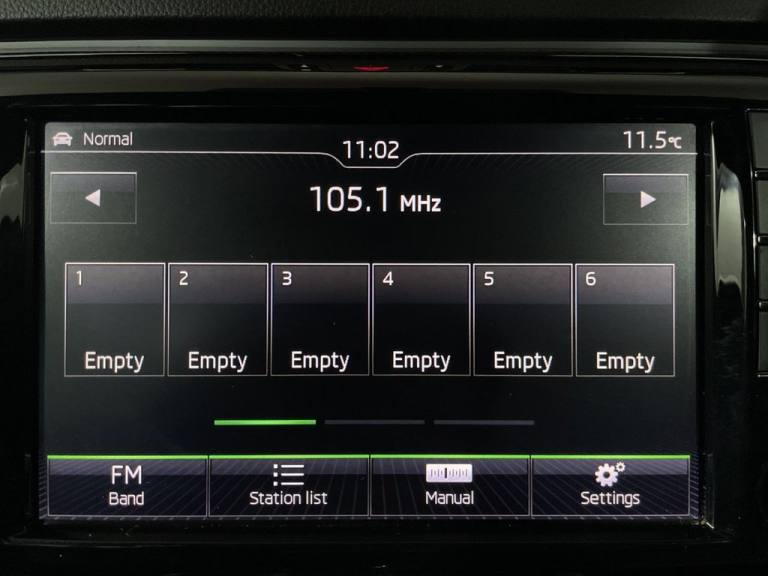 Normal
11:02
11.5°C
105.1 MHz
1 2 3 4 5 6
Empty Empty Empty Empty Empty Empty
FM
Band Station list Manual Settings